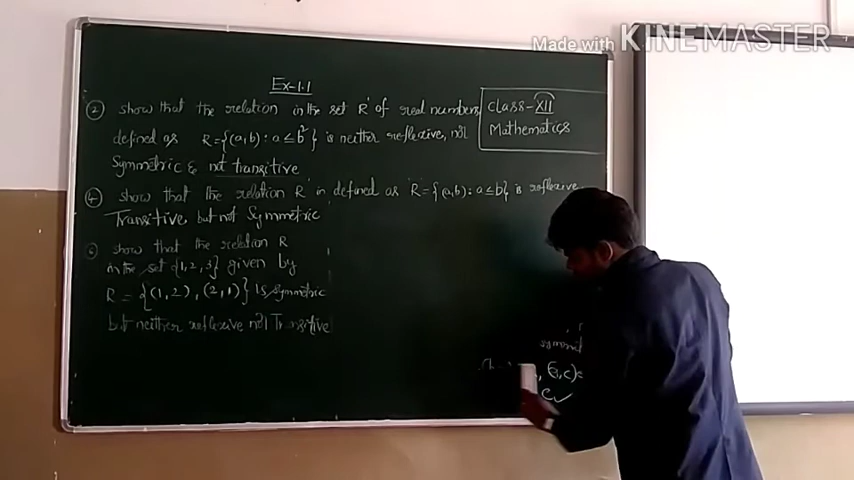 Made with KINEMASTER
Ex-1.1
Class-XII
Mathematics
2 show that the relation in the set R of real numbers
defined as R={(a,b): a≤b²} is neither reflexive, nor
Symmetric & not transitive
4 show that the relation R in defined as R={(a,b): a≤b} is reflexive
Transitive but not Symmetric
show that the relation R
in the set {1,2,3} given by
R = {(1,2), (2,1)} is symmetric
but neither reflexive nor Transitive